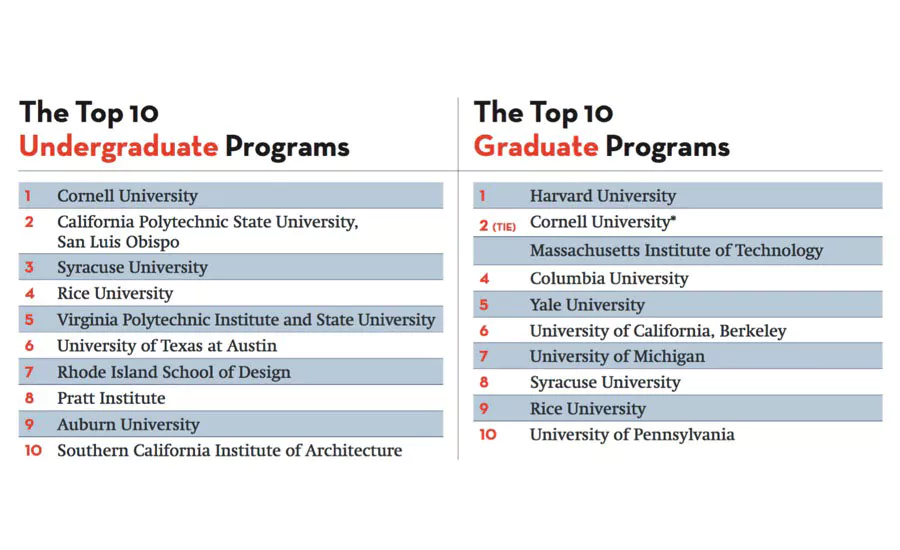 The Top 10
Undergraduate Programs
1 Cornell University
2 California Polytechnic State University,
San Luis Obispo
3 Syracuse University
4 Rice University
5 Virginia Polytechnic Institute and State University
6 University of Texas at Austin
7 Rhode Island School of Design
8 Pratt Institute
9 Auburn University
10 Southern California Institute of Architecture
The Top 10
Graduate Programs
1 Harvard University
2 (TIE) Cornell University*
Massachusetts Institute of Technology
4 Columbia University
5 Yale University
6 University of California, Berkeley
7 University of Michigan
8 Syracuse University
9 Rice University
10 University of Pennsylvania